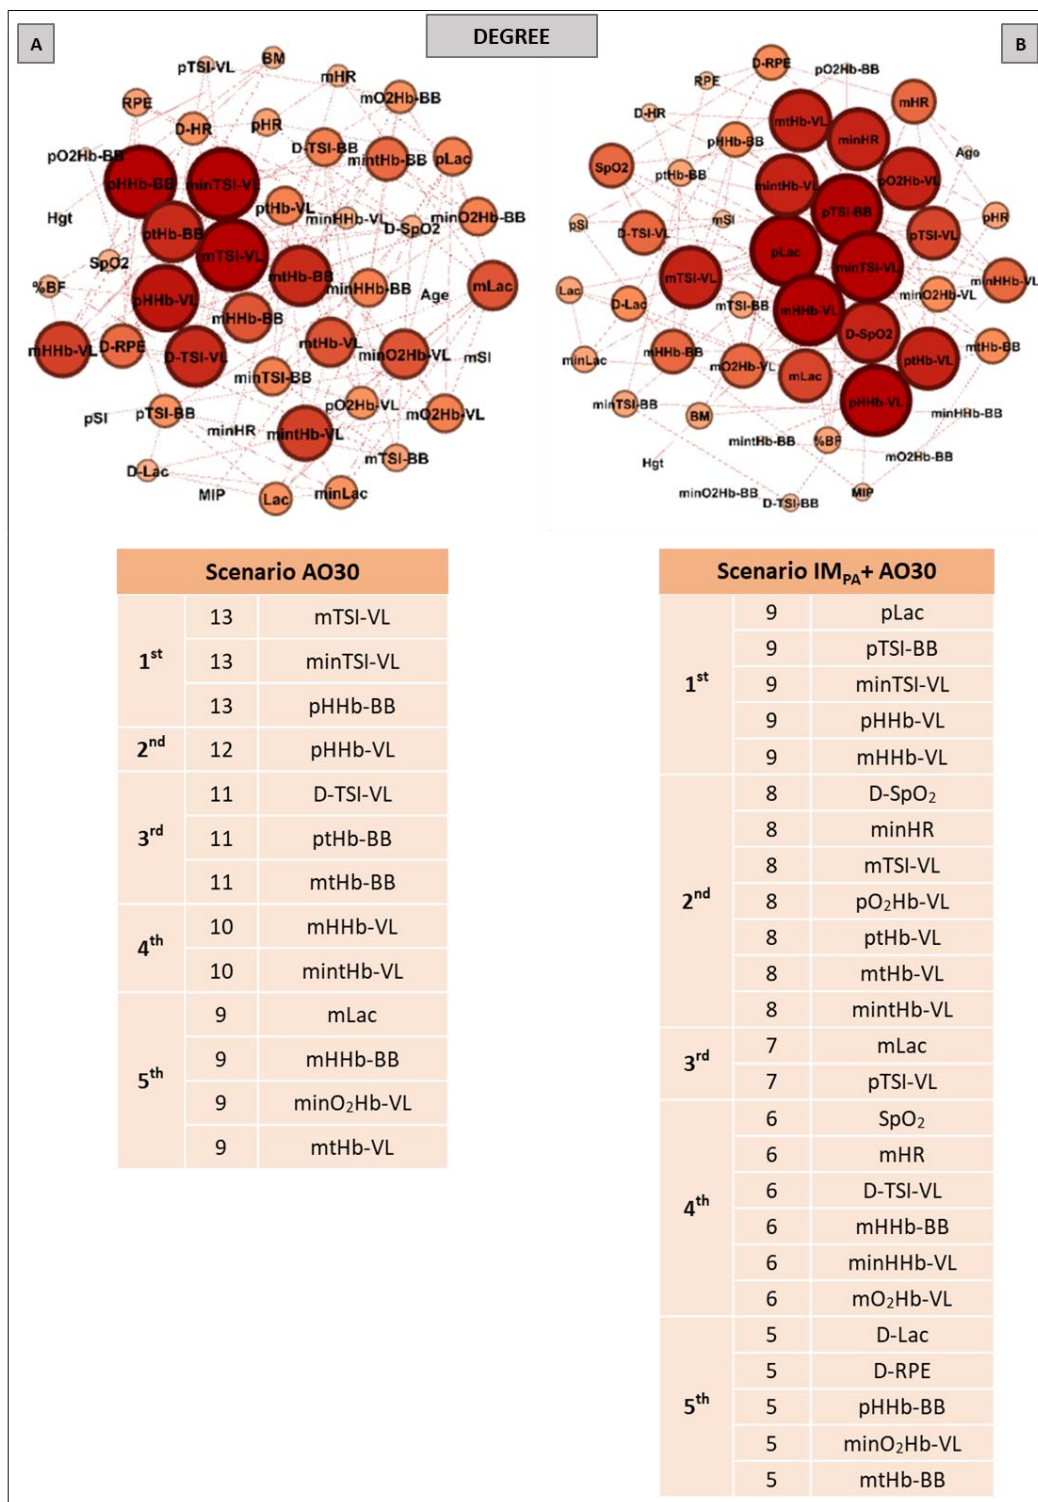 A
DEGREE
B
pTSI-VL
BM
mHR
mO2Hb-BB
RPE
D-HR
pHR
D-TSI-BB
mintHb-BB
pLac
pO2Hb-BB
pHHb-BB
minTSI-VL
ptHb-VL
minHHb-VL
D-SpO2
minO2Hb-BB
Hgt
ptHb-BB
mTSI-VL
SpO2
mtHb-BB
%BF
pHHb-VL
minHHb-BB
Age
mLac
mHHb-BB
mHHb-VL
D-RPE
D-TSI-VL
mtHb-VL
minO2Hb-VL
mSI
minTSI-BB
pSI
pTSI-BB
pO2Hb-VL
mO2Hb-VL
minHR
mintHb-VL
mTSI-BB
D-Lac
MIP
Lac
minLac
D-RPE
pO2Hb-BB
RPE
mHR
D-HR
mtHb-VL
minHR
pHHb-BB
Age
SpO2
ptHb-BB
mintHb-VL
pO2Hb-VL
pSI
mSI
pTSI-BB
pHR
D-TSI-VL
pTSI-VL
pLac
mTSI-VL
minTSI-VL
minHHb-VL
Lac
D-Lac
mTSI-BB
minO2Hb-VL
mHHb-VL
D-SpO2
minLac
mHHb-BB
mO2Hb-VL
mLac
ptHb-VL
mtHb-BB
minTSI-BB
BM
pHHb-VL
minHHb-BB
mintHb-BB
%BF
mO2Hb-BB
Hgt
minO2Hb-BB
D-TSI-BB
MIP
Scenario AO30
1st
13 mTSI-VL
13 minTSI-VL
13 pHHb-BB
2nd 12 pHHb-VL
3rd
11 D-TSI-VL
11 ptHb-BB
11 mtHb-BB
4th
10 mHHb-VL
10 mintHb-VL
5th
9 mLac
9 mHHb-BB
9 minO₂Hb-VL
9 mtHb-VL
Scenario IMPA+ AO30
1st
9 pLac
9 pTSI-BB
9 minTSI-VL
9 pHHb-VL
9 mHHb-VL
2nd
8 D-SpO₂
8 minHR
8 mTSI-VL
8 pO₂Hb-VL
8 ptHb-VL
8 mtHb-VL
8 mintHb-VL
3rd
7 mLac
7 pTSI-VL
4th
6 SpO₂
6 mHR
6 D-TSI-VL
6 mHHb-BB
6 minHHb-VL
6 mO₂Hb-VL
5th
5 D-Lac
5 D-RPE
5 pHHb-BB
5 minO₂Hb-VL
5 mtHb-BB